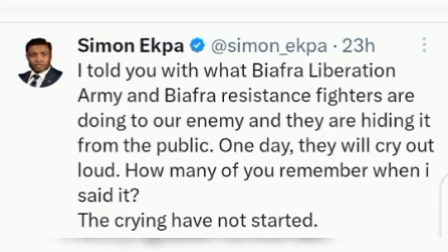 Simon Ekpa @simon_ekpa · 23h
I told you with what Biafra Liberation
Army and Biafra resistance fighters are
doing to our enemy and they are hiding it
from the public. One day, they will cry out
loud. How many of you remember when i
said it?
The crying have not started.